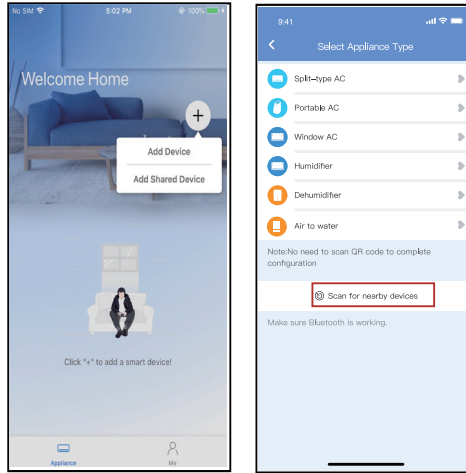 No SIM 5:02 PM 100%
Welcome Home
+
Add Device
Add Shared Device
Click "+" to add a smart device!
Appliance
Me
9:41
Select Appliance Type
Split-type AC
Portable AC
Window AC
Humidifier
Dehumidifier
Air to water
Note:No need to scan QR code to complete
configuration
Scan for nearby devices
Make sure Bluetooth is working.